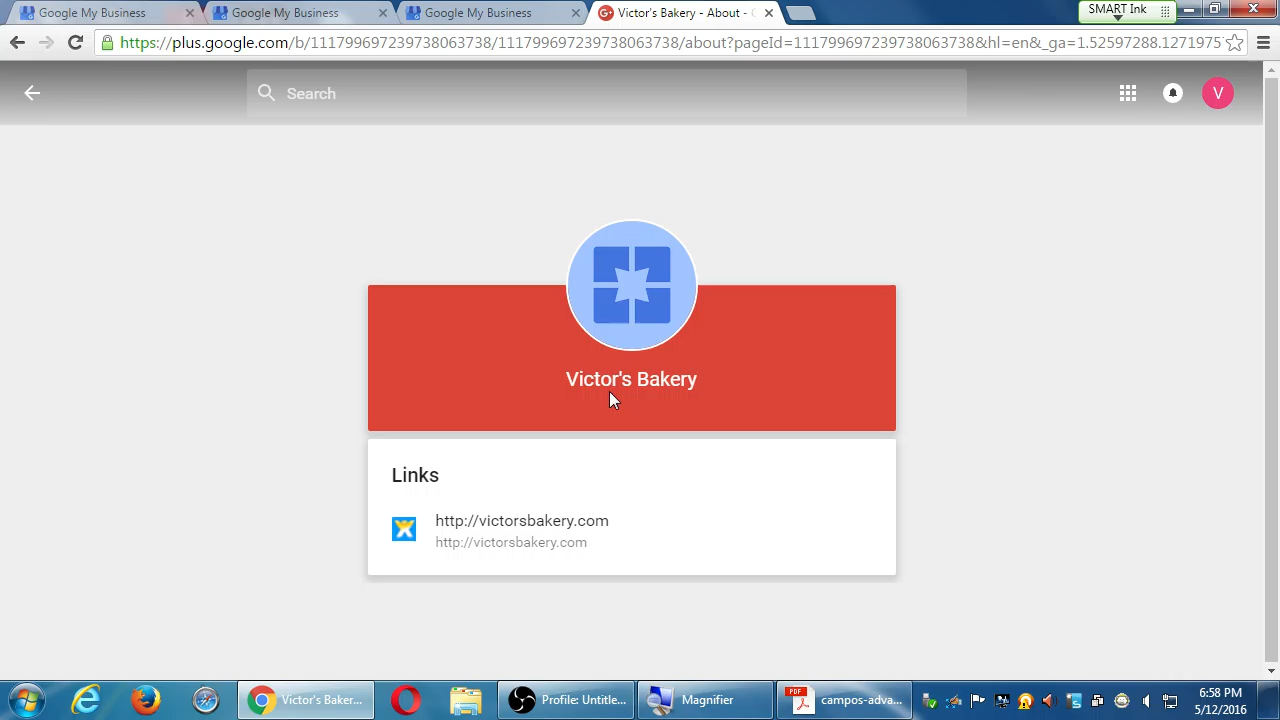 Google My Business
Google My Business
Google My Business
Victor's Bakery - About -
SMART Ink
https://plus.google.com/b/111799697239738063738/111799697239738063738/about?pageId=111799697239738063738&hl=en&_ga=1.52597288.1271975
Search
V
Victor's Bakery
Links
http://victorsbakery.com
http://victorsbakery.com
Victor's Baker...
Profile: Untitle...
Magnifier
PDF
campos-adva...
6:58 PM
5/12/2016